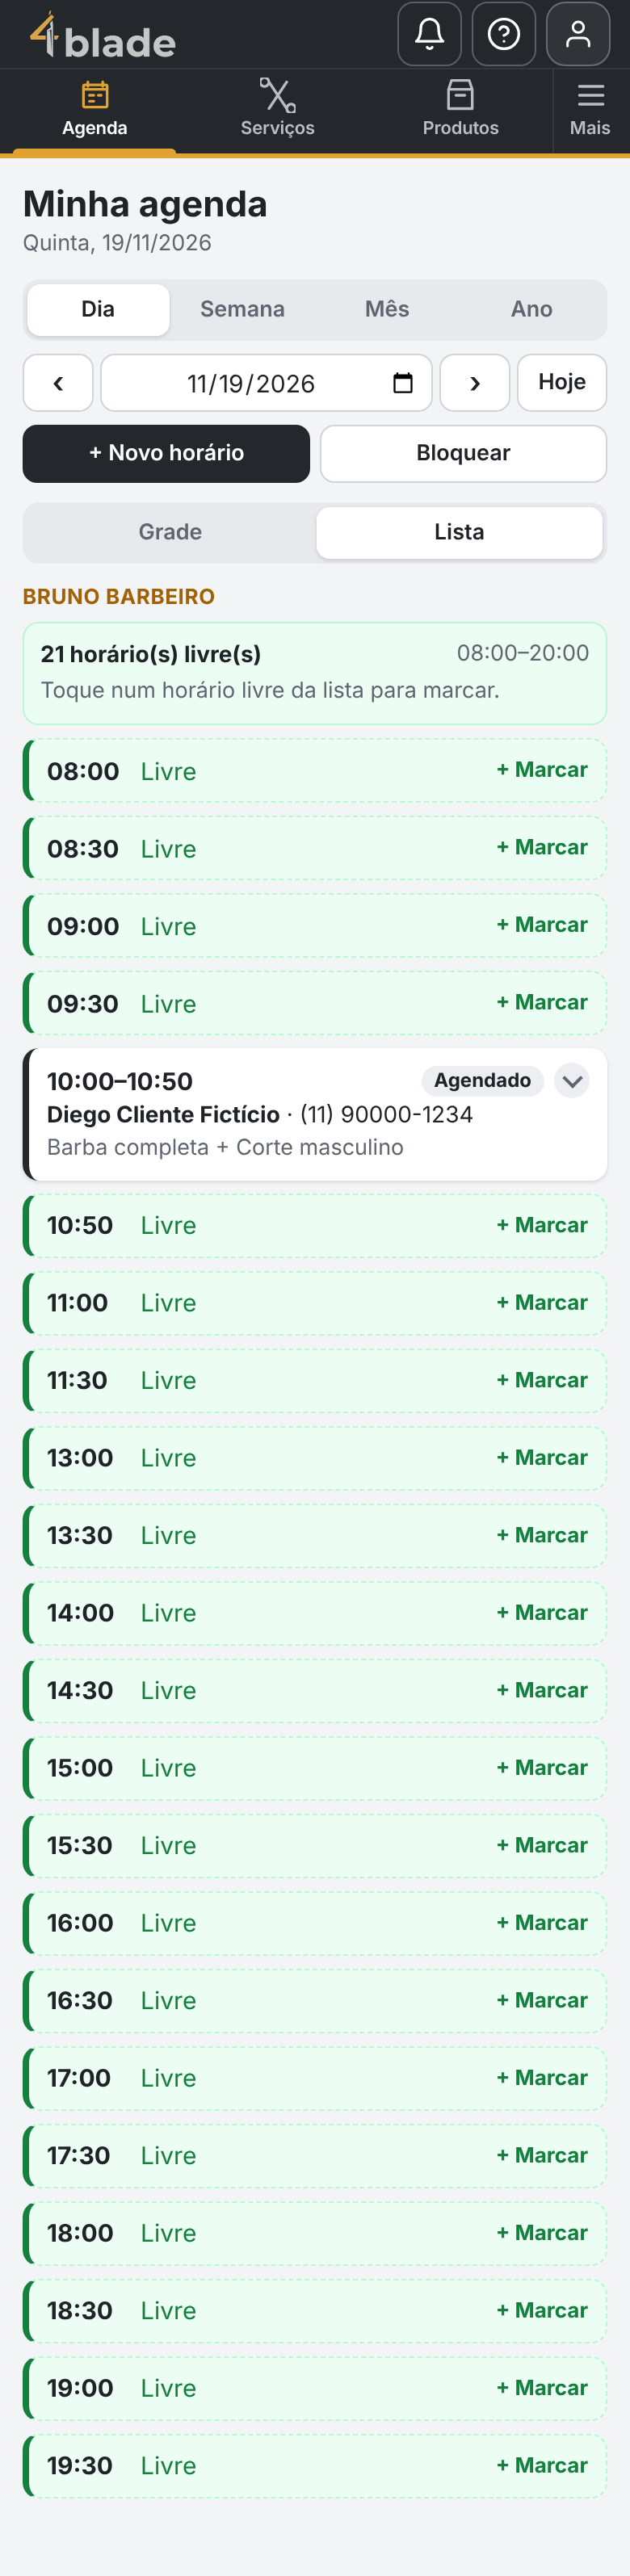 4blade
Agenda
Serviços
Produtos
Mais
Minha agenda
Quinta, 19/11/2026
Dia
Semana
Mês
Ano
‹
11/19/2026
›
Hoje
+ Novo horário
Bloquear
Grade
Lista
BRUNO BARBEIRO
21 horário(s) livre(s) 08:00–20:00
Toque num horário livre da lista para marcar.
08:00 Livre + Marcar
08:30 Livre + Marcar
09:00 Livre + Marcar
09:30 Livre + Marcar
10:00–10:50 Agendado
Diego Cliente Fictício · (11) 90000-1234
Barba completa + Corte masculino
10:50 Livre + Marcar
11:00 Livre + Marcar
11:30 Livre + Marcar
13:00 Livre + Marcar
13:30 Livre + Marcar
14:00 Livre + Marcar
14:30 Livre + Marcar
15:00 Livre + Marcar
15:30 Livre + Marcar
16:00 Livre + Marcar
16:30 Livre + Marcar
17:00 Livre + Marcar
17:30 Livre + Marcar
18:00 Livre + Marcar
18:30 Livre + Marcar
19:00 Livre + Marcar
19:30 Livre + Marcar